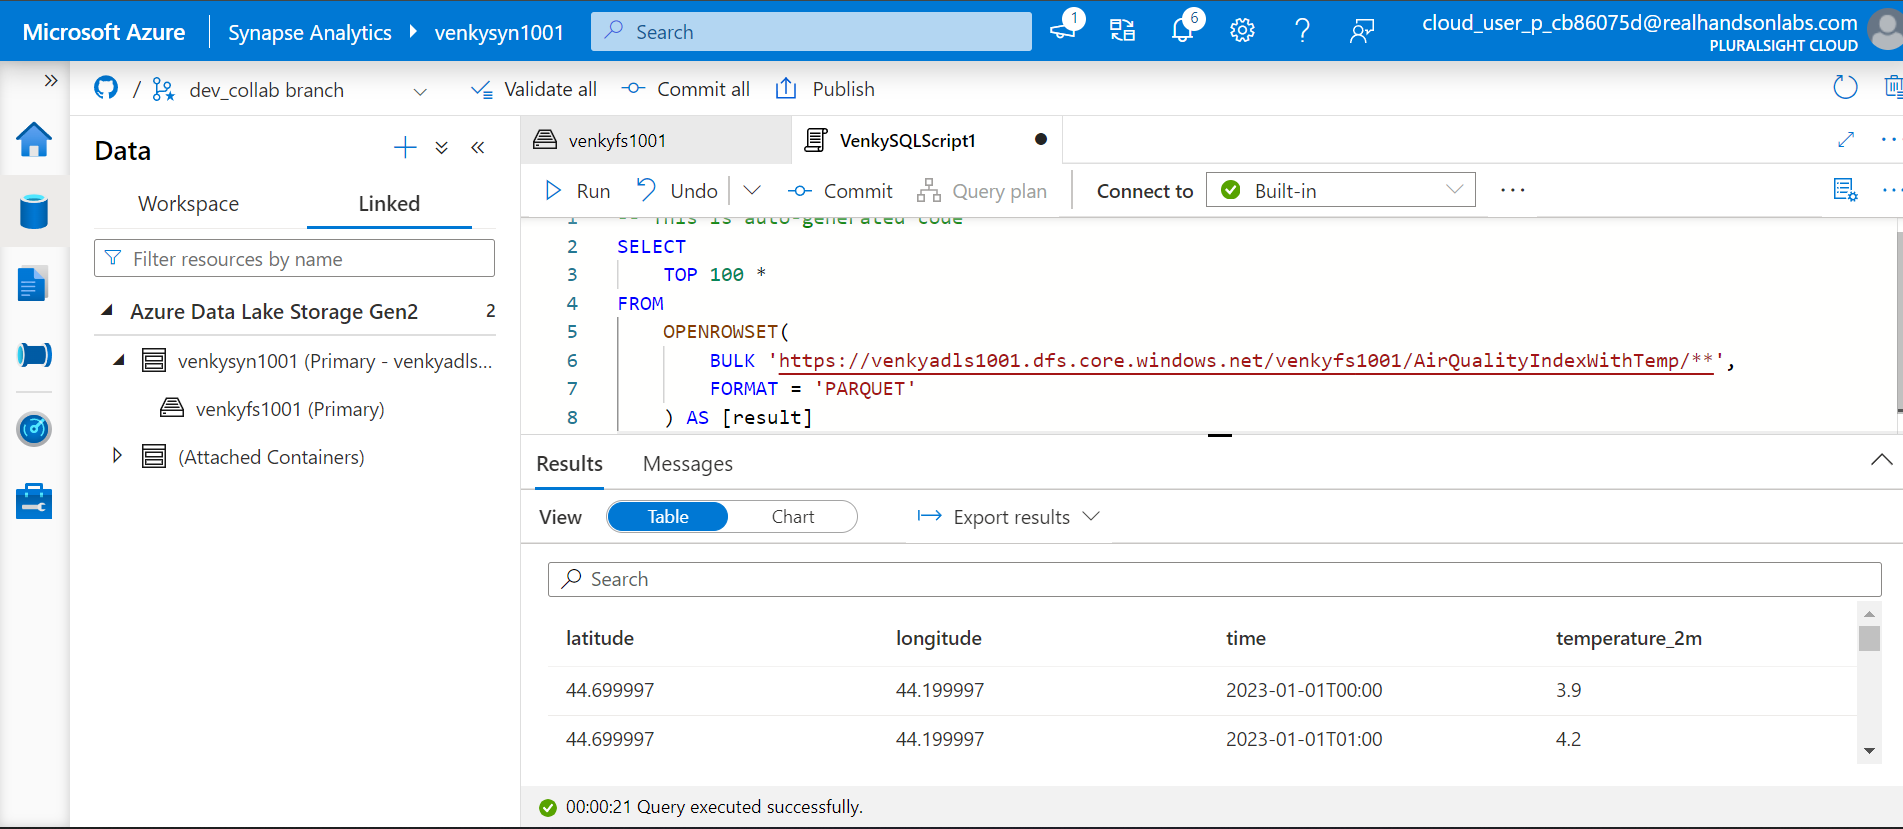 Microsoft Azure
Synapse Analytics
venkysyn1001
Search
1
6
cloud_user_p_cb86075d@realhandsonlabs.com
PLURALSIGHT CLOUD
/
dev_collab branch
Validate all
Commit all
Publish
Data
Workspace
Linked
Filter resources by name
Azure Data Lake Storage Gen2 2
venkysyn1001 (Primary - venkyadls...
venkyfs1001 (Primary)
(Attached Containers)
venkyfs1001
VenkySQLScript1
Run
Undo
Commit
Query plan
Connect to
Built-in
1 -- This is auto-generated code
2 SELECT
3 TOP 100 *
4 FROM
5 OPENROWSET(
6 BULK 'https://venkyadls1001.dfs.core.windows.net/venkyfs1001/AirQualityIndexWithTemp/**',
7 FORMAT = 'PARQUET'
8 ) AS [result]
Results
Messages
View
Table
Chart
Export results
Search
latitude longitude time temperature_2m
44.699997 44.199997 2023-01-01T00:00 3.9
44.699997 44.199997 2023-01-01T01:00 4.2
00:00:21 Query executed successfully.